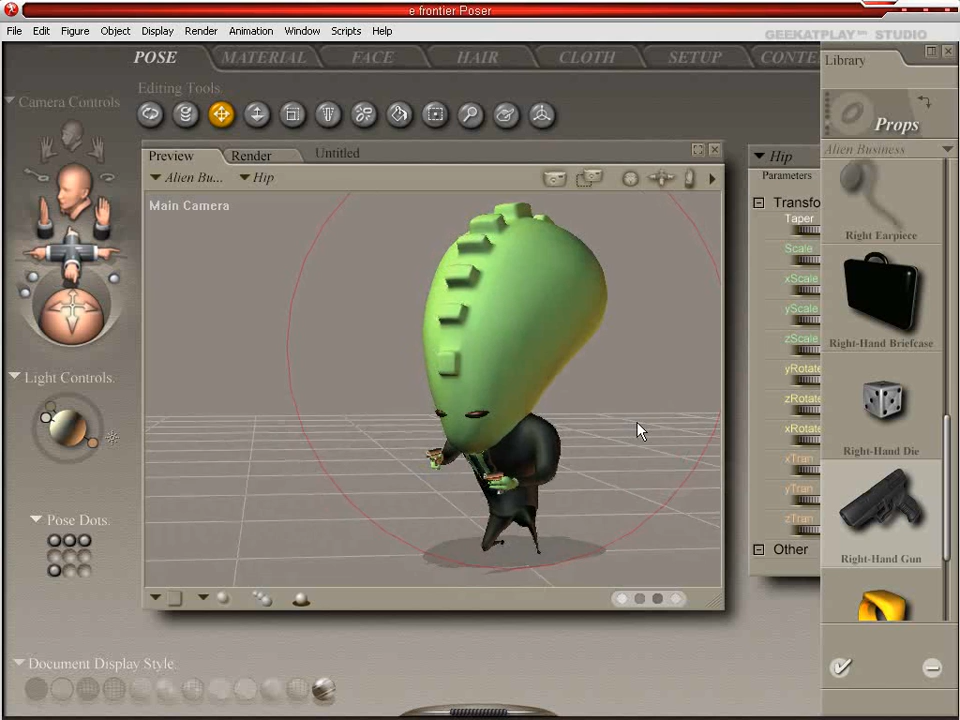 e frontier Poser
File Edit Figure Object Display Render Animation Window Scripts Help
GEEKATPLAY STUDIO
POSE MATERIAL FACE HAIR CLOTH SETUP CONTE
Library
Editing Tools.
Camera Controls
Props
Alien Business
Preview Render Untitled
Hip
Alien Bu... Hip
Parameters
Main Camera
Transfo
Taper
Scale
xScale
yScale
zScale
yRotate
zRotate
xRotate
xTran
yTran
zTran
Other
Right Earpiece
Right-Hand Briefcase
Right-Hand Die
Right-Hand Gun
Light Controls.
Pose Dots.
Document Display Style.